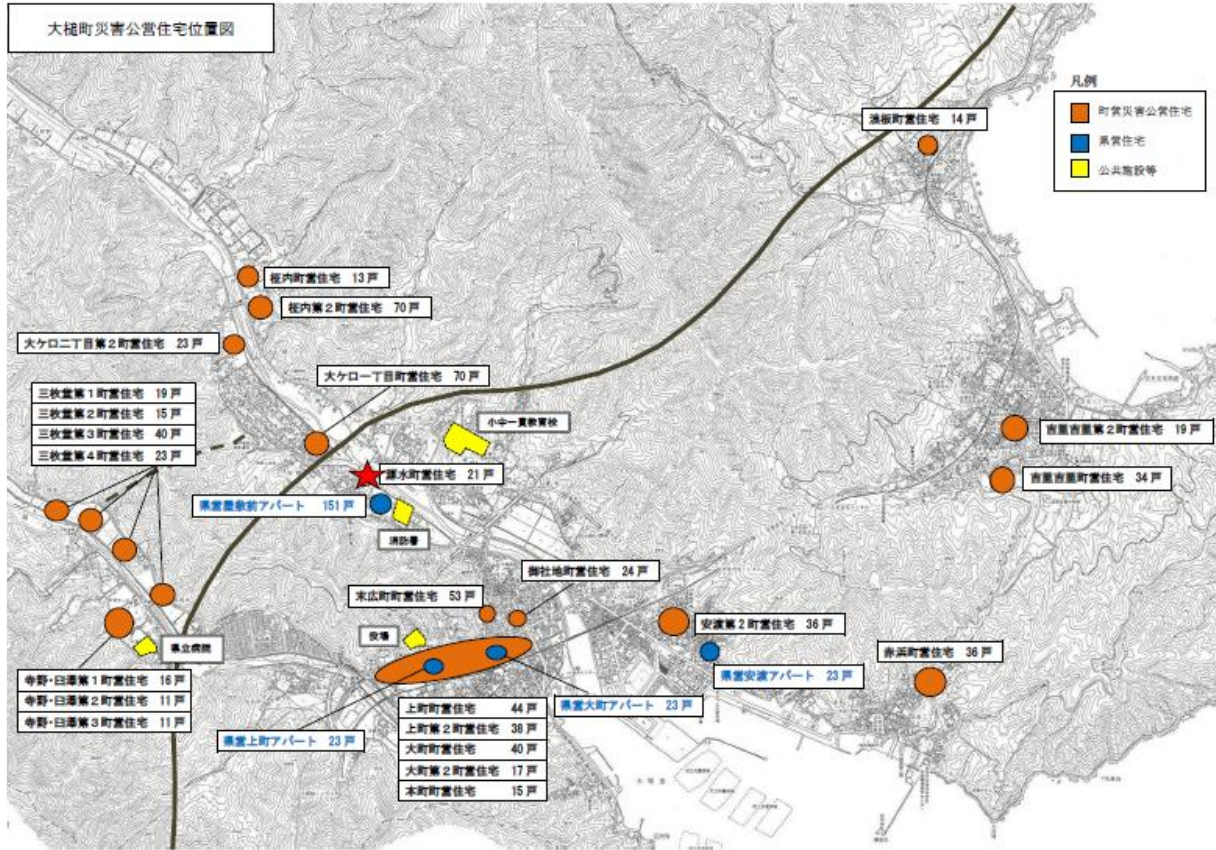 大槌町災害公営住宅位置図
凡例
町営災害公営住宅
県営住宅
公共施設等
浪板町営住宅 14戸
柾内町営住宅 13戸
柾内第2町営住宅 70戸
大ケロ二丁目第2町営住宅 23戸
大ケロ一丁目町営住宅 70戸
三枚堂第1町営住宅 19戸
三枚堂第2町営住宅 15戸
三枚堂第3町営住宅 40戸
三枚堂第4町営住宅 23戸
小中一貫教育校
源水町営住宅 21戸
県営屋敷前アパート 151戸
消防署
吉里吉里第2町営住宅 19戸
吉里吉里町営住宅 34戸
御社地町営住宅 24戸
末広町町営住宅 53戸
役場
安渡第2町営住宅 36戸
県営安渡アパート 23戸
赤浜町営住宅 36戸
県立病院
寺野・臼澤第1町営住宅 16戸
寺野・臼澤第2町営住宅 11戸
寺野・臼澤第3町営住宅 11戸
県営上町アパート 23戸
県営大町アパート 23戸
上町町営住宅 44戸
上町第2町営住宅 38戸
大町町営住宅 40戸
大町第2町営住宅 17戸
本町町営住宅 15戸